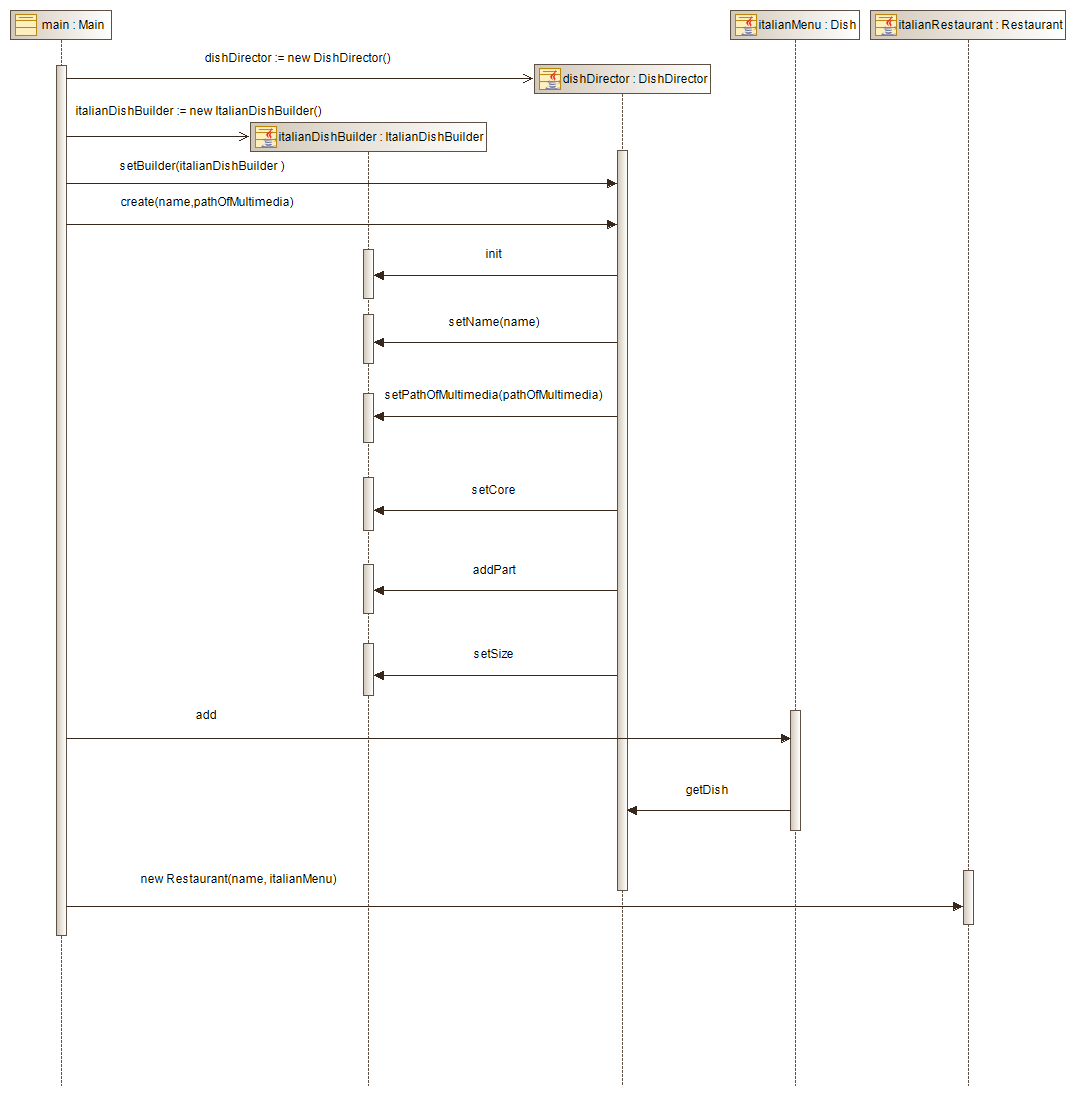 main : Main
italianMenu : Dish
italianRestaurant : Restaurant
dishDirector := new DishDirector()
dishDirector : DishDirector
italianDishBuilder := new ItalianDishBuilder()
italianDishBuilder : ItalianDishBuilder
setBuilder(italianDishBuilder )
create(name,pathOfMultimedia)
init
setName(name)
setPathOfMultimedia(pathOfMultimedia)
setCore
addPart
setSize
add
getDish
new Restaurant(name, italianMenu)